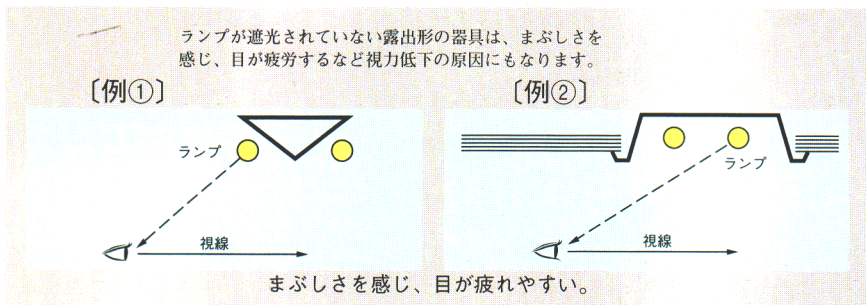 ランプが遮光されていない露出形の器具は、まぶしさを
感じ、目が疲労するなど視力低下の原因にもなります。
〔例①〕
ランプ
視線
〔例②〕
ランプ
視線
まぶしさを感じ、目が疲れやすい。